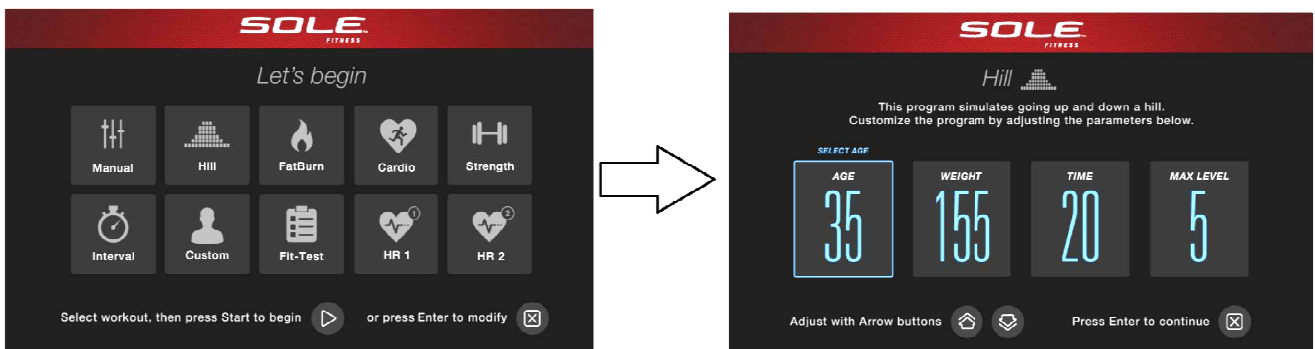 SOLE
FITNESS
Let's begin
Manual
Hill
FatBurn
Cardio
Strength
Interval
Custom
Fit-Test
1
HR 1
2
HR 2
Select workout, then press Start to begin
or press Enter to modify
SOLE
FITNESS
Hill
This program simulates going up and down a hill.
Customize the program by adjusting the parameters below.
SELECT AGE
AGE
35
WEIGHT
155
TIME
20
MAX LEVEL
5
Adjust with Arrow buttons
Press Enter to continue